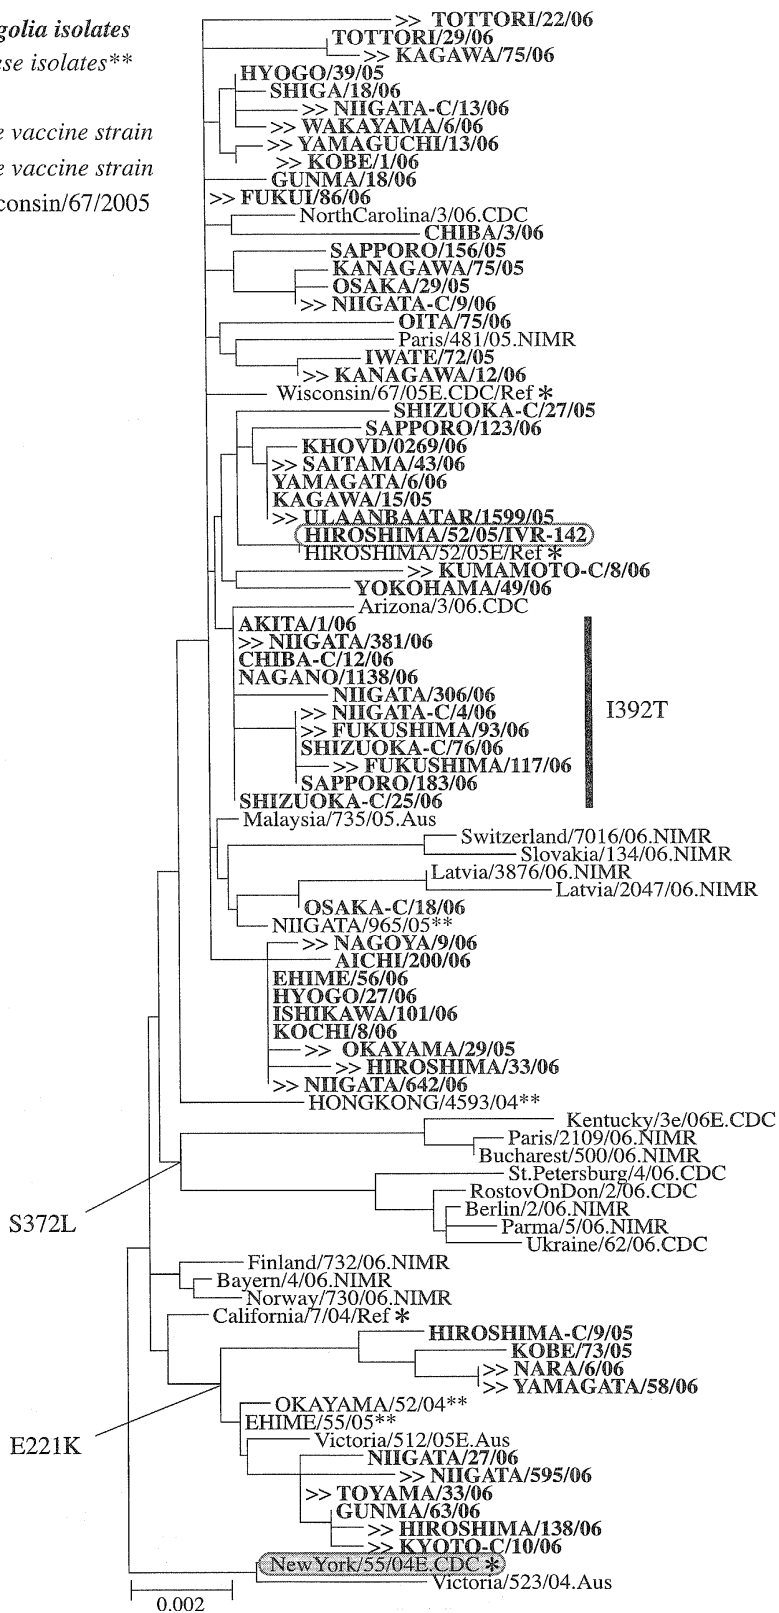 golia isolates
ese isolates**
e vaccine strain
e vaccine strain
consin/67/2005
>> TOTTORI/22/06
TOTTORI/29/06
>> KAGAWA/75/06
HYOGO/39/05
SHIGA/18/06
>> NIIGATA-C/13/06
>> WAKAYAMA/6/06
>> YAMAGUCHI/13/06
>> KOBE/1/06
GUNMA/18/06
>> FUKUI/86/06
NorthCarolina/3/06.CDC
CHIBA/3/06
SAPPORO/156/05
KANAGAWA/75/05
OSAKA/29/05
>> NIIGATA-C/9/06
OITA/75/06
Paris/481/05.NIMR
IWATE/72/05
>> KANAGAWA/12/06
Wisconsin/67/05E.CDC/Ref *
SHIZUOKA-C/27/05
SAPPORO/123/06
KHOVD/0269/06
>> SAITAMA/43/06
YAMAGATA/6/06
KAGAWA/15/05
>> ULAANBAATAR/1599/05
HIROSHIMA/52/05/IVR-142
HIROSHIMA/52/05E/Ref *
>> KUMAMOTO-C/8/06
YOKOHAMA/49/06
Arizona/3/06.CDC
AKITA/1/06
>> NIIGATA/381/06
CHIBA-C/12/06
NAGANO/1138/06
NIIGATA/306/06
>> NIIGATA-C/4/06
I392T
>> FUKUSHIMA/93/06
SHIZUOKA-C/76/06
>> FUKUSHIMA/117/06
SAPPORO/183/06
SHIZUOKA-C/25/06
Malaysia/735/05.Aus
Switzerland/7016/06.NIMR
Slovakia/134/06.NIMR
Latvia/3876/06.NIMR
Latvia/2047/06.NIMR
OSAKA-C/18/06
NIIGATA/965/05**
>> NAGOYA/9/06
AICHI/200/06
EHIME/56/06
HYOGO/27/06
ISHIKAWA/101/06
KOCHI/8/06
>> OKAYAMA/29/05
>> HIROSHIMA/33/06
>> NIIGATA/642/06
HONGKONG/4593/04**
Kentucky/3e/06E.CDC
Paris/2109/06.NIMR
Bucharest/500/06.NIMR
St.Petersburg/4/06.CDC
RostovOnDon/2/06.CDC
Berlin/2/06.NIMR
S372L
Parma/5/06.NIMR
Ukraine/62/06.CDC
Finland/732/06.NIMR
Bayern/4/06.NIMR
Norway/730/06.NIMR
California/7/04/Ref *
HIROSHIMA-C/9/05
KOBE/73/05
>> NARA/6/06
>> YAMAGATA/58/06
OKAYAMA/52/04**
EHIME/55/05**
E221K
Victoria/512/05E.Aus
NIIGATA/27/06
>> NIIGATA/595/06
>> TOYAMA/33/06
GUNMA/63/06
>> HIROSHIMA/138/06
>> KYOTO-C/10/06
NewYork/55/04E.CDC *
Victoria/523/04.Aus
0.002